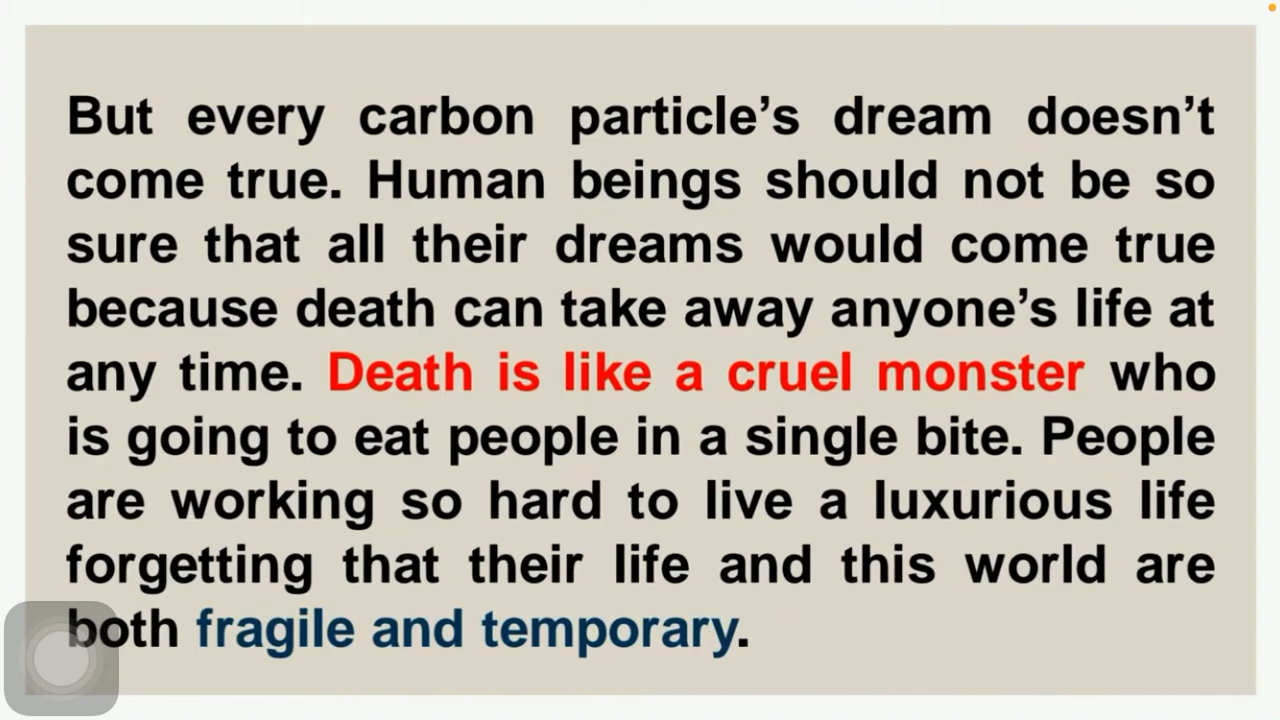 But every carbon particle’s dream doesn’t
come true. Human beings should not be so
sure that all their dreams would come true
because death can take away anyone’s life at
any time. Death is like a cruel monster who
is going to eat people in a single bite. People
are working so hard to live a luxurious life
forgetting that their life and this world are
both fragile and temporary.